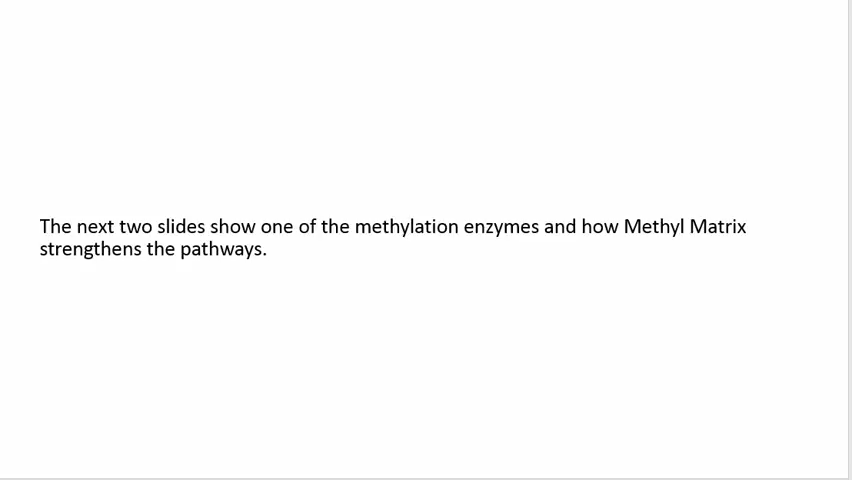 The next two slides show one of the methylation enzymes and how Methyl Matrix
strengthens the pathways.